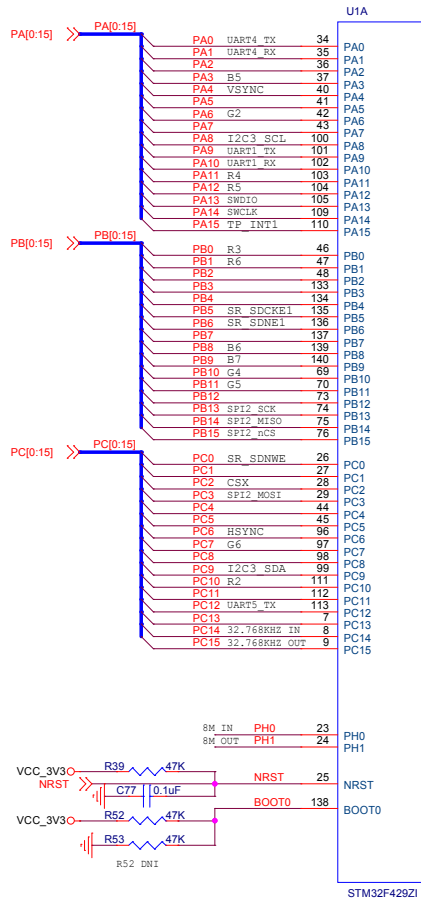 U1A
PA[0:15] PA[0:15]
PA0 UART4_TX 34 PA0
PA1 UART4_RX 35 PA1
PA2 36 PA2
PA3 B5 37 PA3
PA4 VSYNC 40 PA4
PA5 41 PA5
PA6 G2 42 PA6
PA7 43 PA7
PA8 I2C3_SCL 100 PA8
PA9 UART1_TX 101 PA9
PA10 UART1_RX 102 PA10
PA11 R4 103 PA11
PA12 R5 104 PA12
PA13 SWDIO 105 PA13
PA14 SWCLK 109 PA14
PA15 TP_INT1 110 PA15
PB[0:15] PB[0:15]
PB0 R3 46 PB0
PB1 R6 47 PB1
PB2 48 PB2
PB3 133 PB3
PB4 134 PB4
PB5 SR_SDCKE1 135 PB5
PB6 SR_SDNE1 136 PB6
PB7 137 PB7
PB8 B6 139 PB8
PB9 B7 140 PB9
PB10 G4 69 PB10
PB11 G5 70 PB11
PB12 73 PB12
PB13 SPI2_SCK 74 PB13
PB14 SPI2_MISO 75 PB14
PB15 SPI2_nCS 76 PB15
PC[0:15] PC[0:15]
PC0 SR_SDNWE 26 PC0
PC1 27 PC1
PC2 CSX 28 PC2
PC3 SPI2_MOSI 29 PC3
PC4 44 PC4
PC5 45 PC5
PC6 HSYNC 96 PC6
PC7 G6 97 PC7
PC8 98 PC8
PC9 I2C3_SDA 99 PC9
PC10 R2 111 PC10
PC11 112 PC11
PC12 UART5_TX 113 PC12
PC13 7 PC13
PC14 32.768KHZ IN 8 PC14
PC15 32.768KHZ OUT 9 PC15
8M IN PH0 23 PH0
8M OUT PH1 24 PH1
VCC_3V3 R39 47K
NRST NRST 25 NRST
C77 0.1uF
BOOT0 138 BOOT0
VCC_3V3 R52 47K
R53 47K
R52 DNI
STM32F429ZI